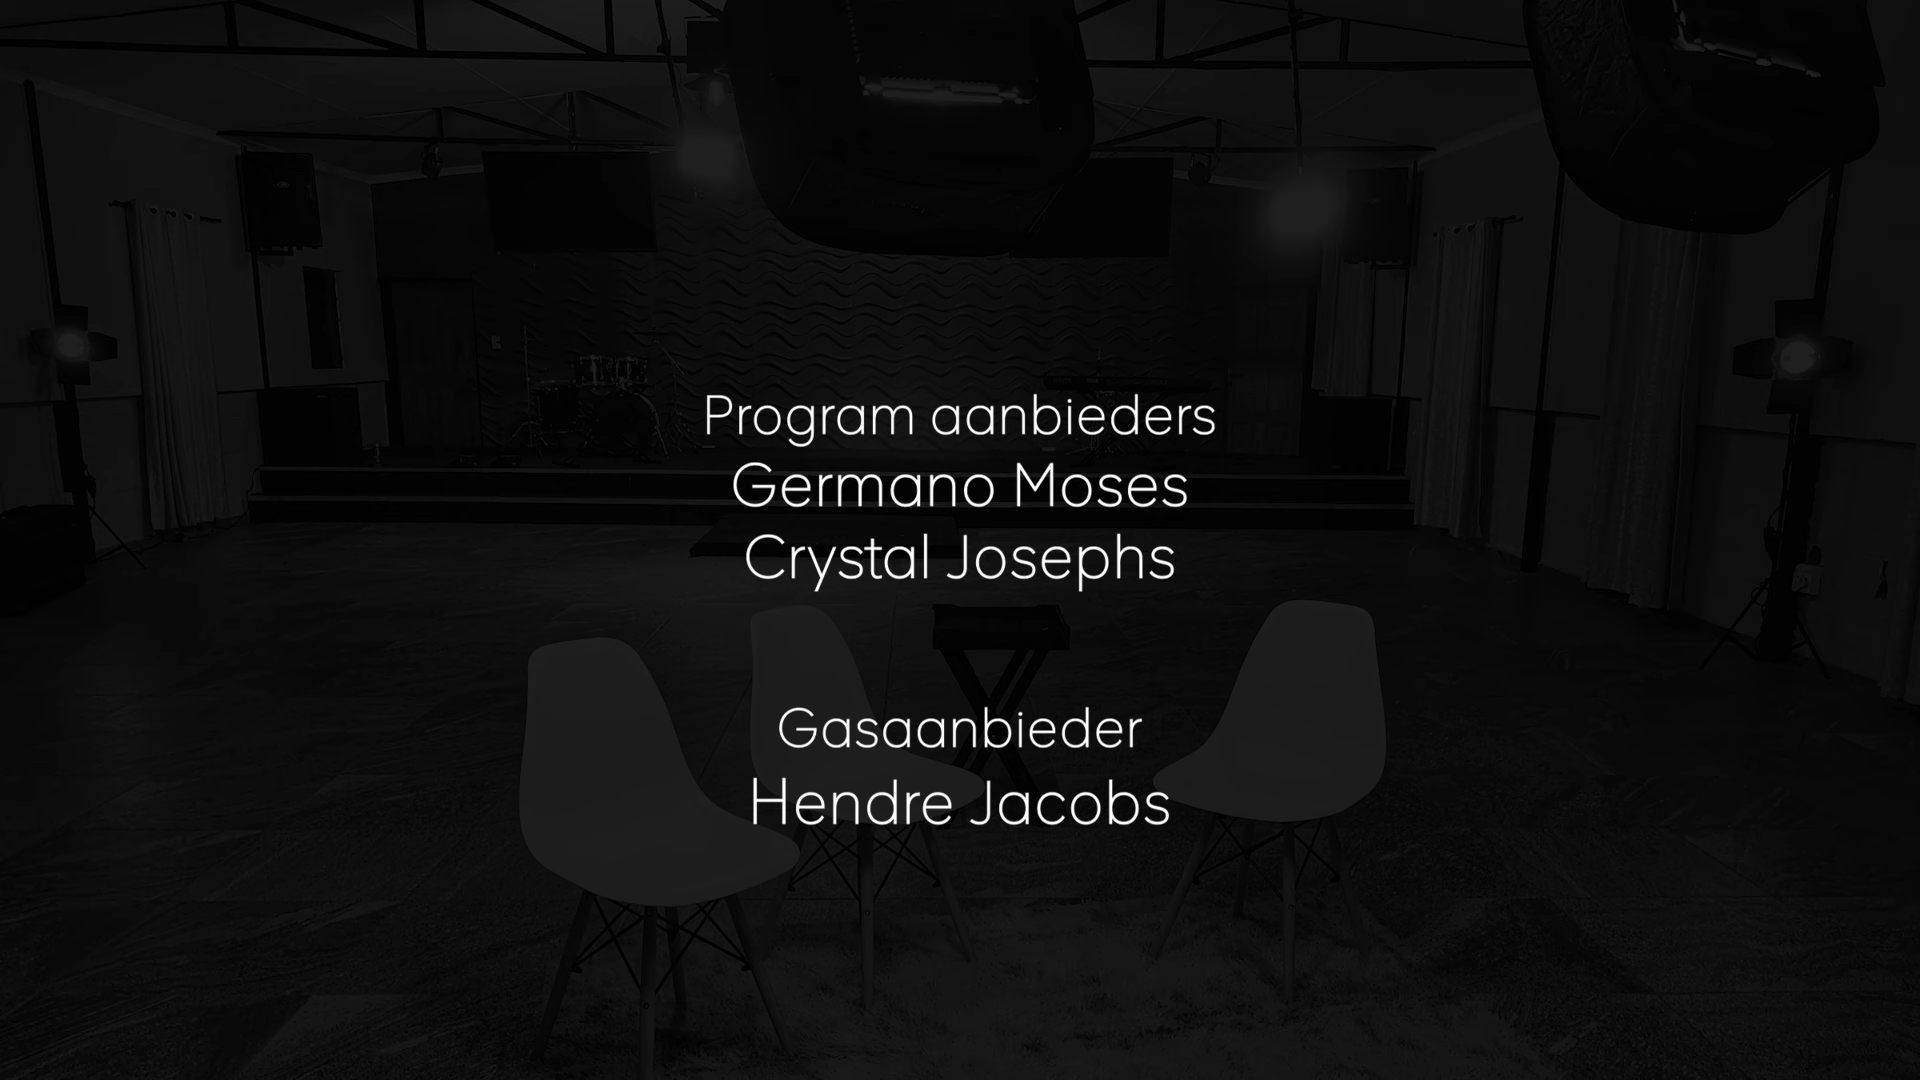 Program aanbieders
Germano Moses
Crystal Josephs
Gasaanbieder
Hendre Jacobs